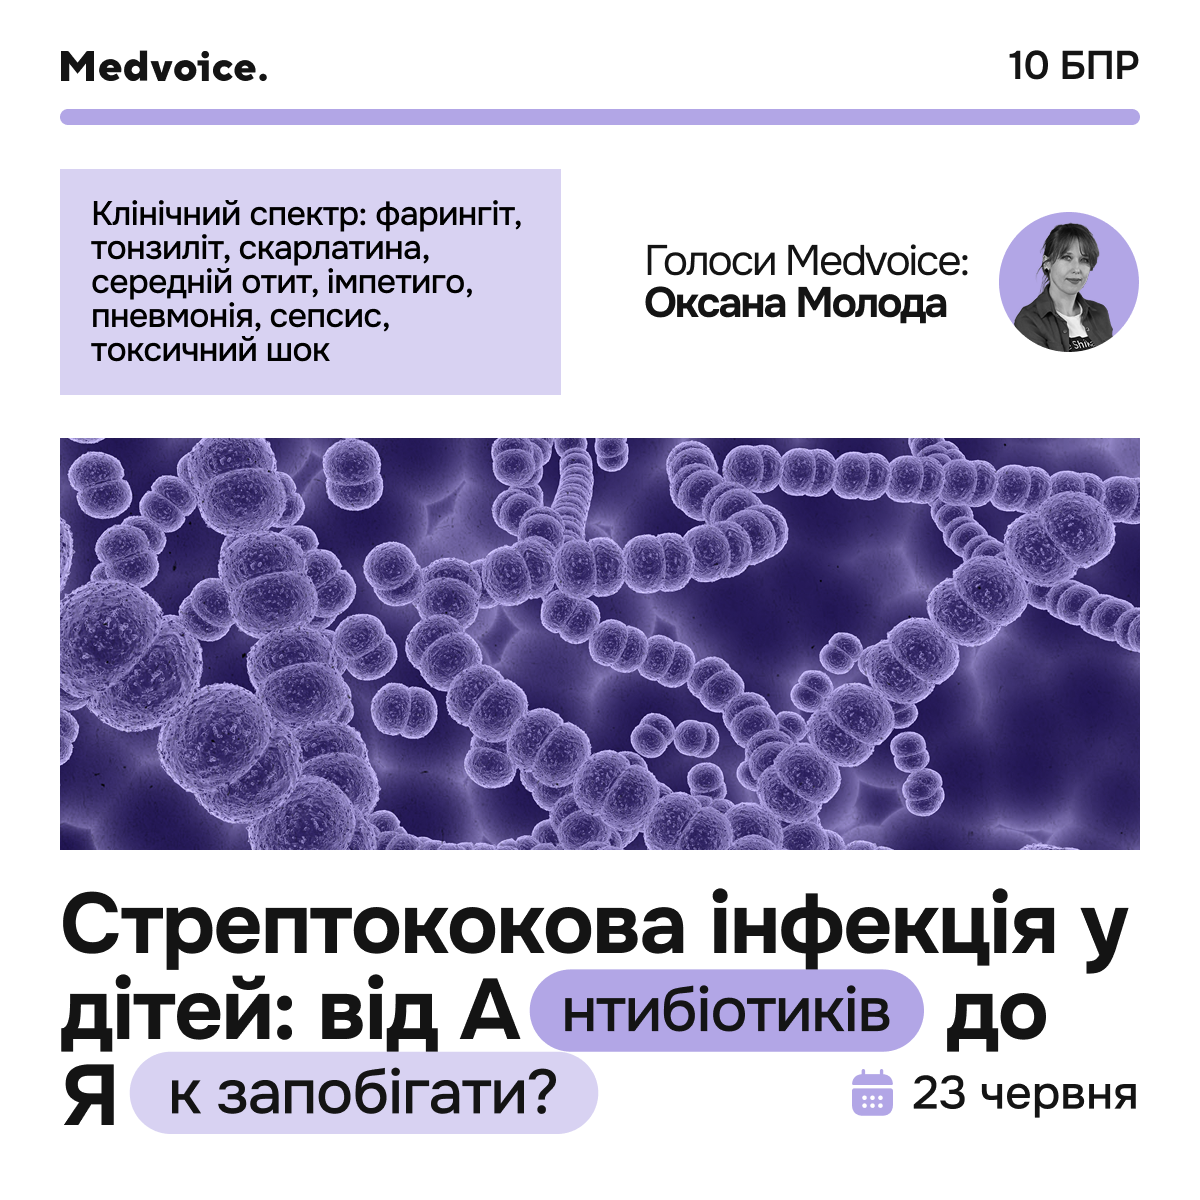 Medvoice.
10 БПР
Клінічний спектр: фарингіт,
тонзиліт, скарлатина,
середній отит, імпетиго,
пневмонія, сепсис,
токсичний шок
Голоси Medvoice:
Оксана Молода
Стрептококова інфекція у
дітей: від А нтибіотиків до
Я к запобігати?
23 червня